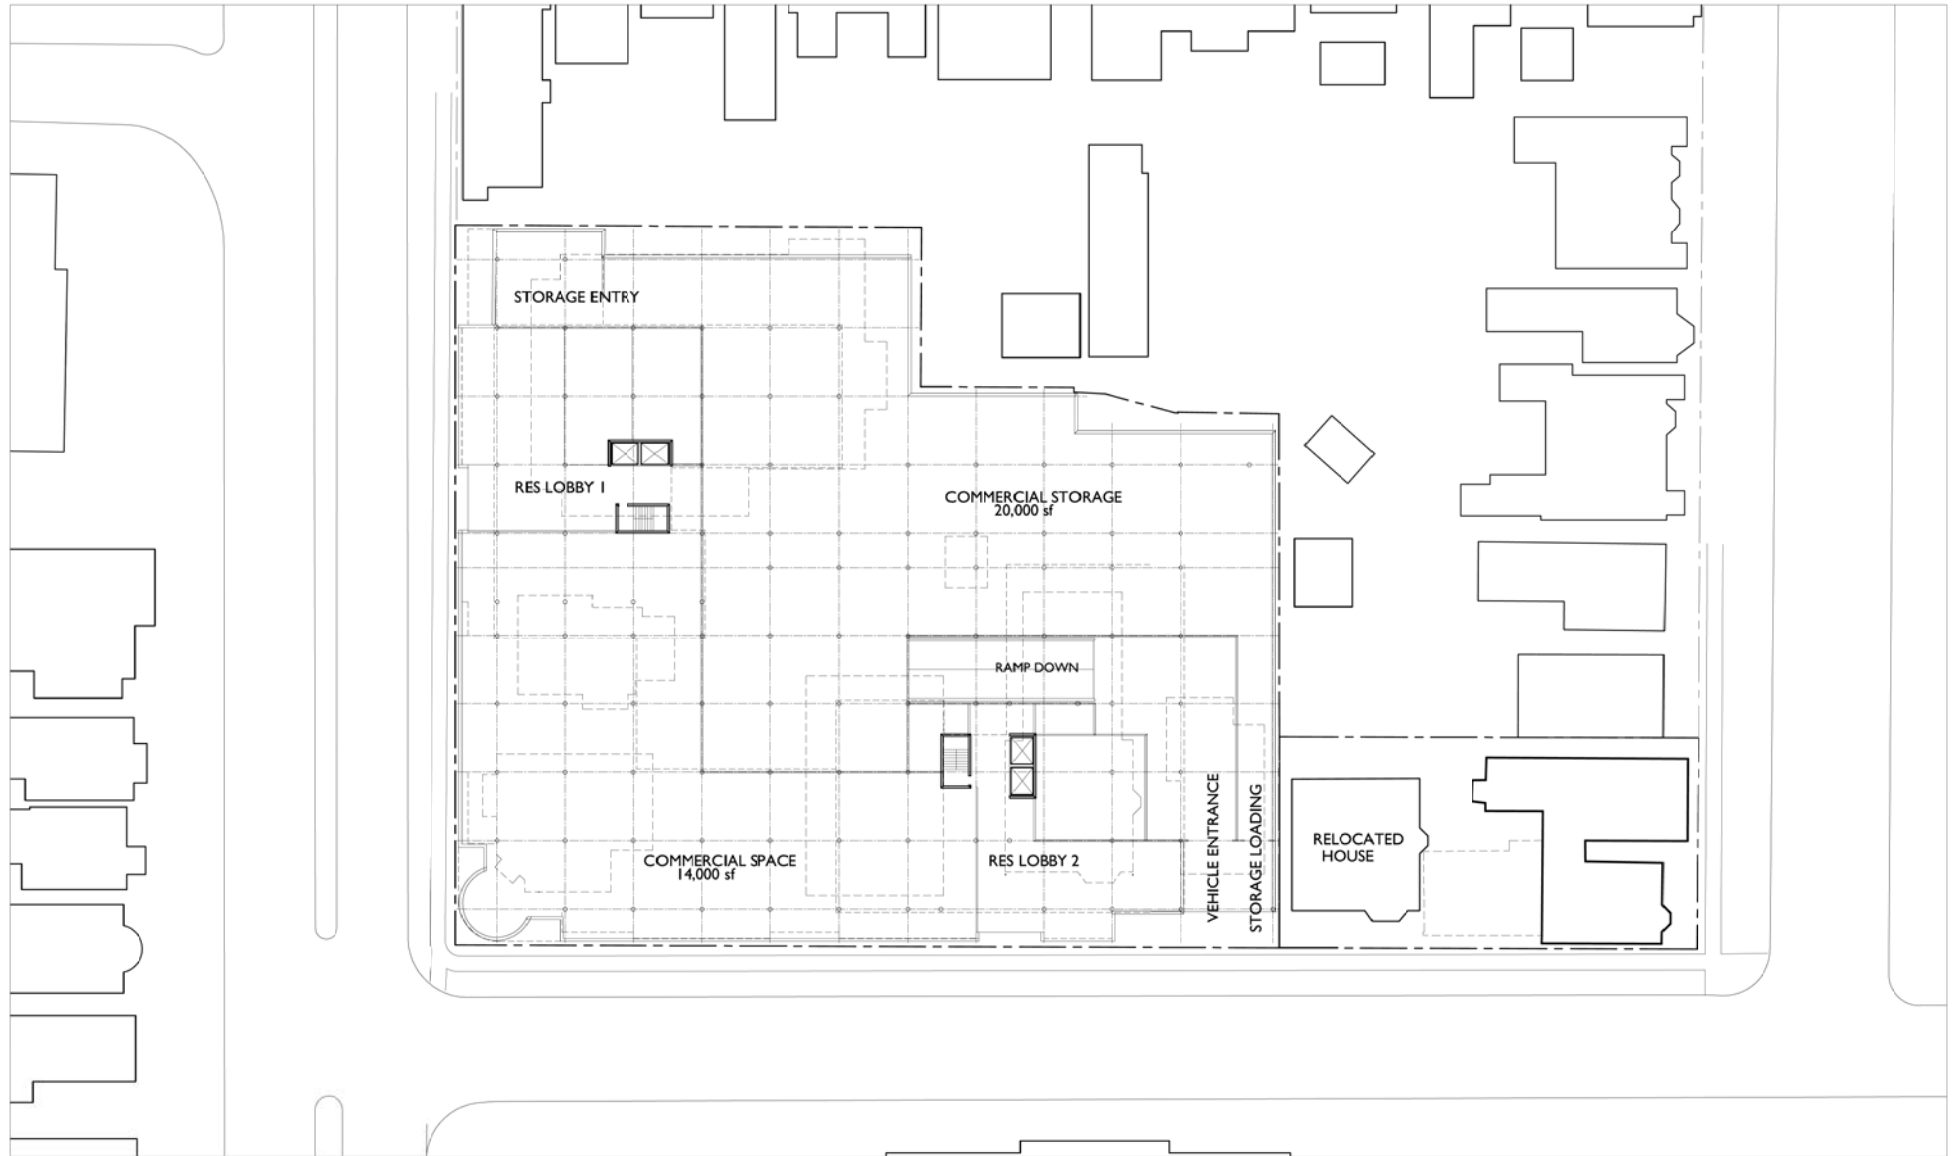 STORAGE ENTRY
RES LOBBY 1
COMMERCIAL STORAGE
20,000 sf
RAMP DOWN
VEHICLE ENTRANCE
STORAGE LOADING
RELOCATED
HOUSE
COMMERCIAL SPACE
14,000 sf
RES LOBBY 2